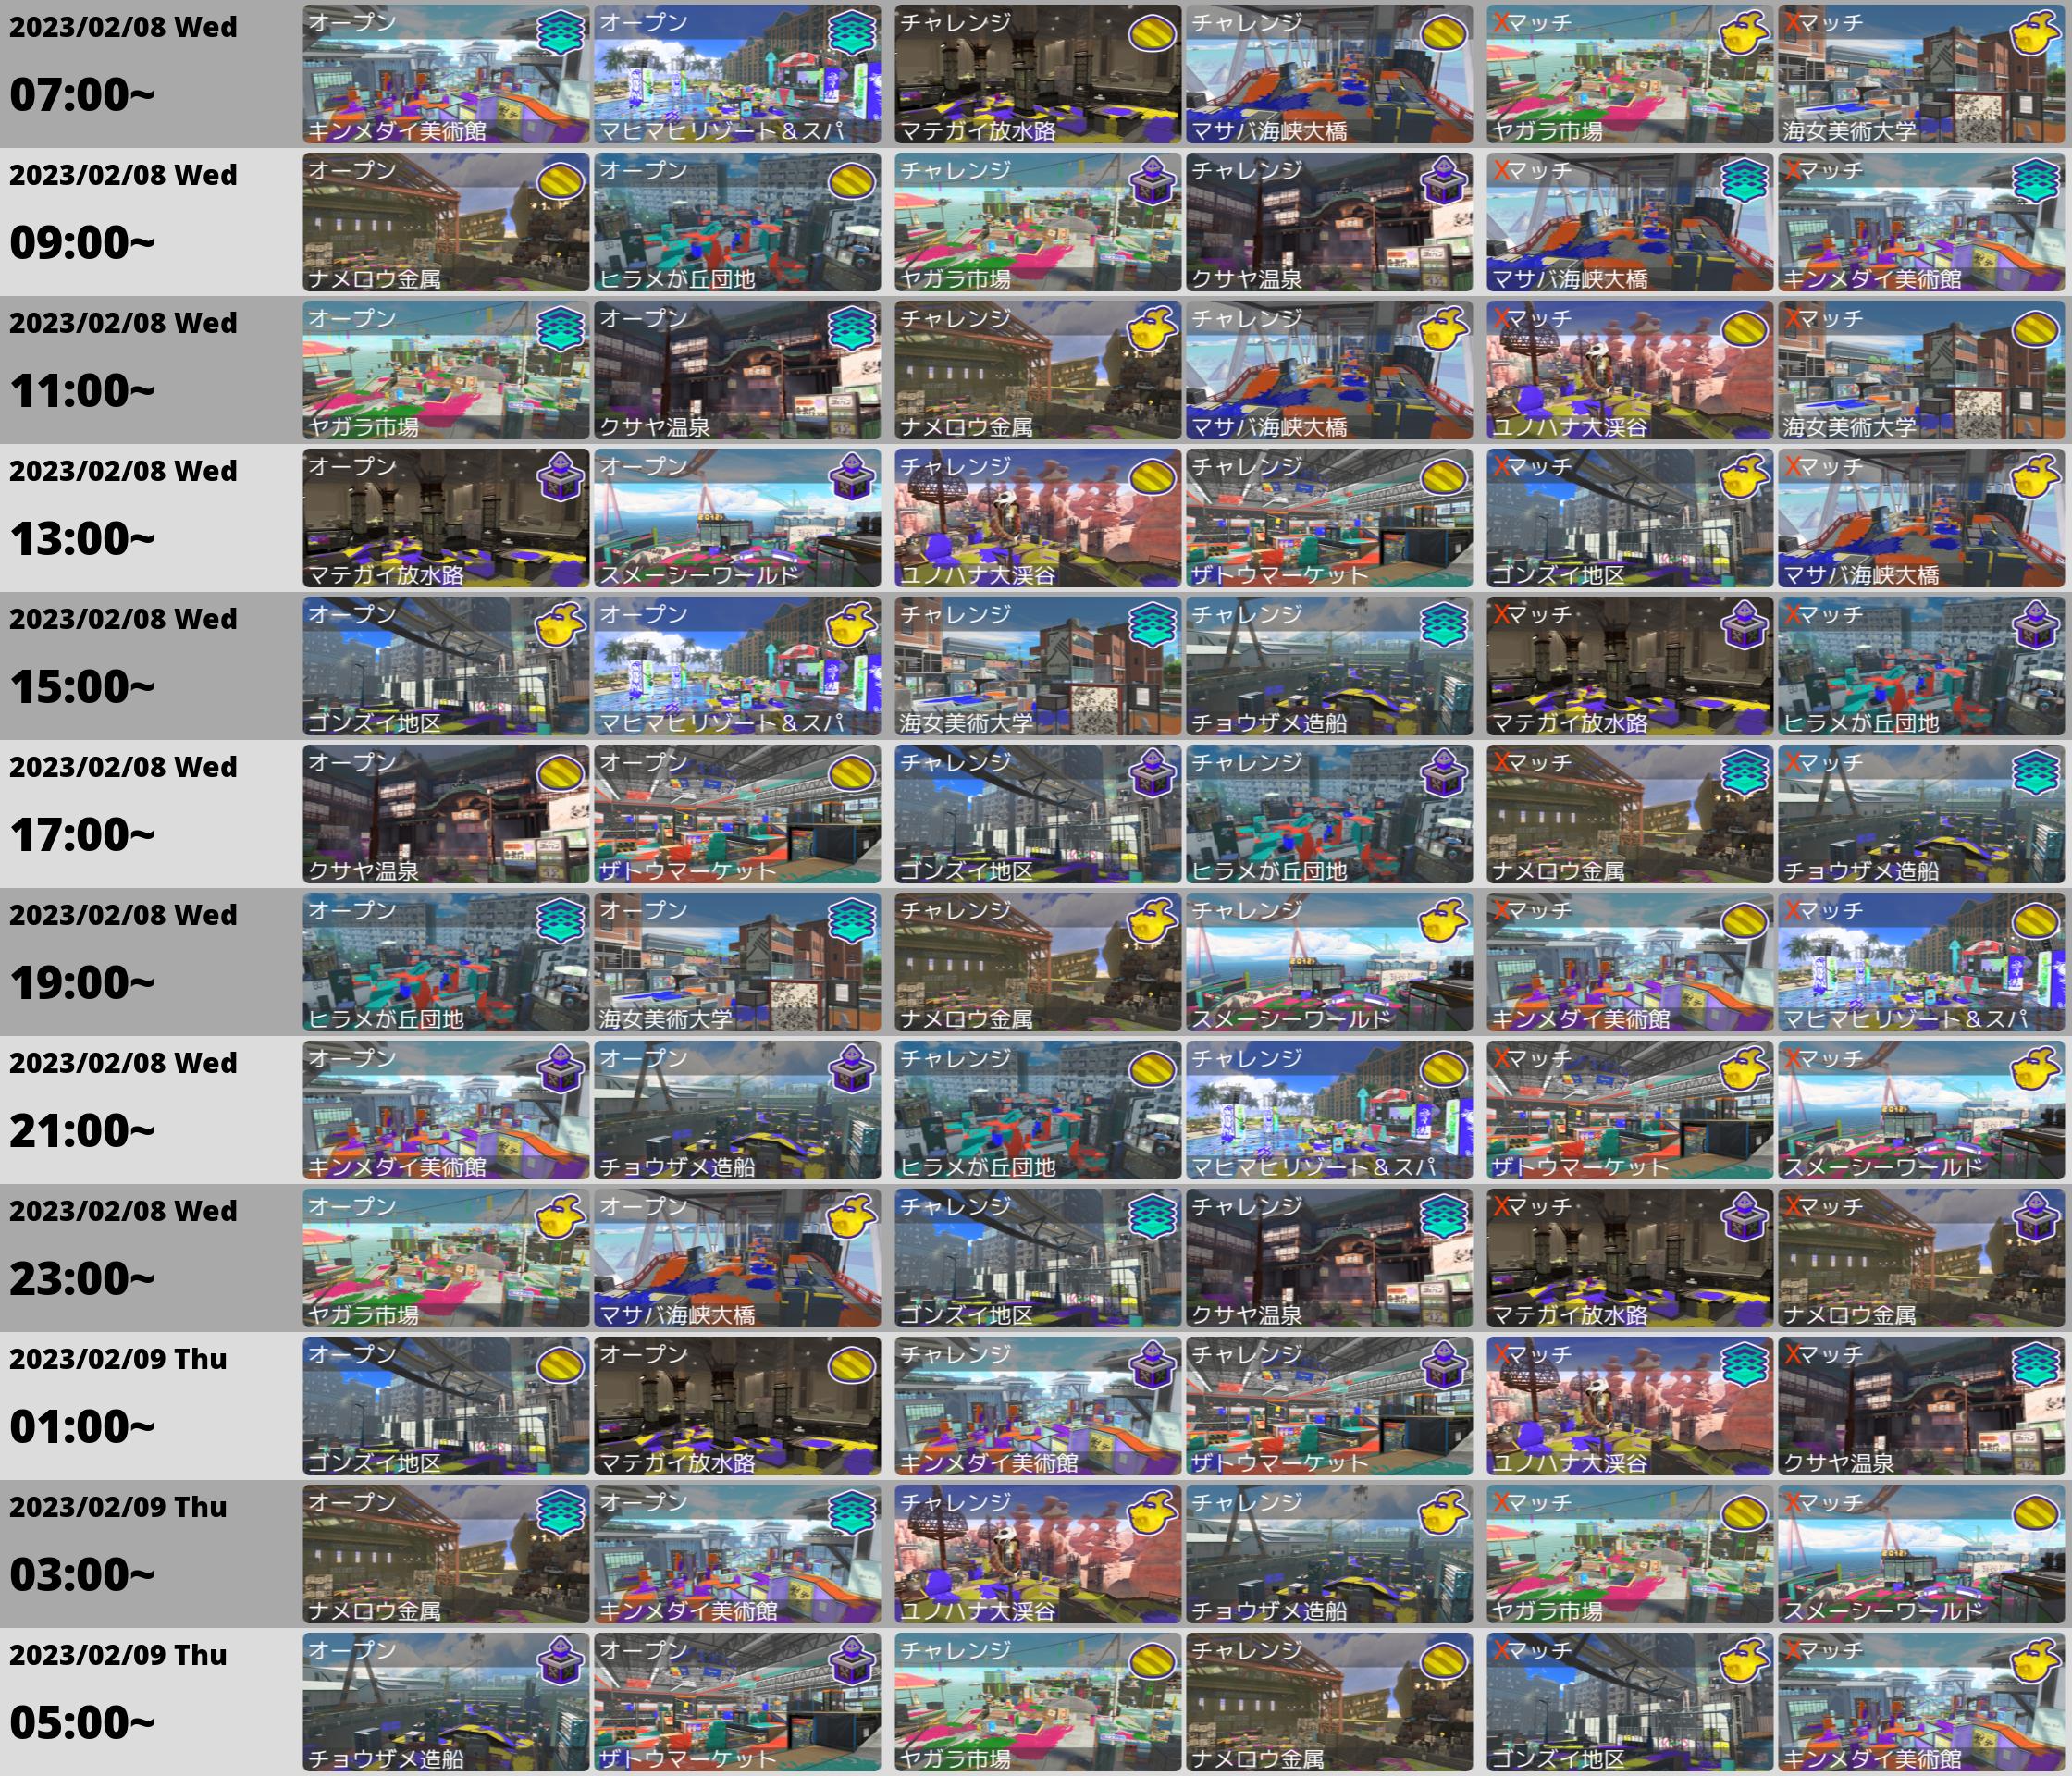 2023/02/08 Wed
07:00~
オープン オープン チャレンジ チャレンジ Xマッチ Xマッチ
キンメダイ美術館 マヒマヒリゾート＆スパ マテガイ放水路 マサバ海峡大橋 ヤガラ市場 海女美術大学
2023/02/08 Wed
09:00~
オープン オープン チャレンジ チャレンジ Xマッチ Xマッチ
ナメロウ金属 ヒラメが丘団地 ヤガラ市場 クサヤ温泉 マサバ海峡大橋 キンメダイ美術館
2023/02/08 Wed
11:00~
オープン オープン チャレンジ チャレンジ Xマッチ Xマッチ
ヤガラ市場 クサヤ温泉 ナメロウ金属 マサバ海峡大橋 ユノハナ大渓谷 海女美術大学
2023/02/08 Wed
13:00~
オープン オープン チャレンジ チャレンジ Xマッチ Xマッチ
マテガイ放水路 スメーシーワールド ユノハナ大渓谷 ザトウマーケット ゴンズイ地区 マサバ海峡大橋
2023/02/08 Wed
15:00~
オープン オープン チャレンジ チャレンジ Xマッチ Xマッチ
ゴンズイ地区 マヒマヒリゾート＆スパ 海女美術大学 チョウザメ造船 マテガイ放水路 ヒラメが丘団地
2023/02/08 Wed
17:00~
オープン オープン チャレンジ チャレンジ Xマッチ Xマッチ
クサヤ温泉 ザトウマーケット ゴンズイ地区 ヒラメが丘団地 ナメロウ金属 チョウザメ造船
2023/02/08 Wed
19:00~
オープン オープン チャレンジ チャレンジ Xマッチ Xマッチ
ヒラメが丘団地 海女美術大学 ナメロウ金属 スメーシーワールド キンメダイ美術館 マヒマヒリゾート＆スパ
2023/02/08 Wed
21:00~
オープン オープン チャレンジ チャレンジ Xマッチ Xマッチ
キンメダイ美術館 チョウザメ造船 ヒラメが丘団地 マヒマヒリゾート＆スパ ザトウマーケット スメーシーワールド
2023/02/08 Wed
23:00~
オープン オープン チャレンジ チャレンジ Xマッチ Xマッチ
ヤガラ市場 マサバ海峡大橋 ゴンズイ地区 クサヤ温泉 マテガイ放水路 ナメロウ金属
2023/02/09 Thu
01:00~
オープン オープン チャレンジ チャレンジ Xマッチ Xマッチ
ゴンズイ地区 マテガイ放水路 キンメダイ美術館 ザトウマーケット ユノハナ大渓谷 クサヤ温泉
2023/02/09 Thu
03:00~
オープン オープン チャレンジ チャレンジ Xマッチ Xマッチ
ナメロウ金属 キンメダイ美術館 ユノハナ大渓谷 チョウザメ造船 ヤガラ市場 スメーシーワールド
2023/02/09 Thu
05:00~
オープン オープン チャレンジ チャレンジ Xマッチ Xマッチ
チョウザメ造船 ザトウマーケット ヤガラ市場 ナメロウ金属 ゴンズイ地区 キンメダイ美術館